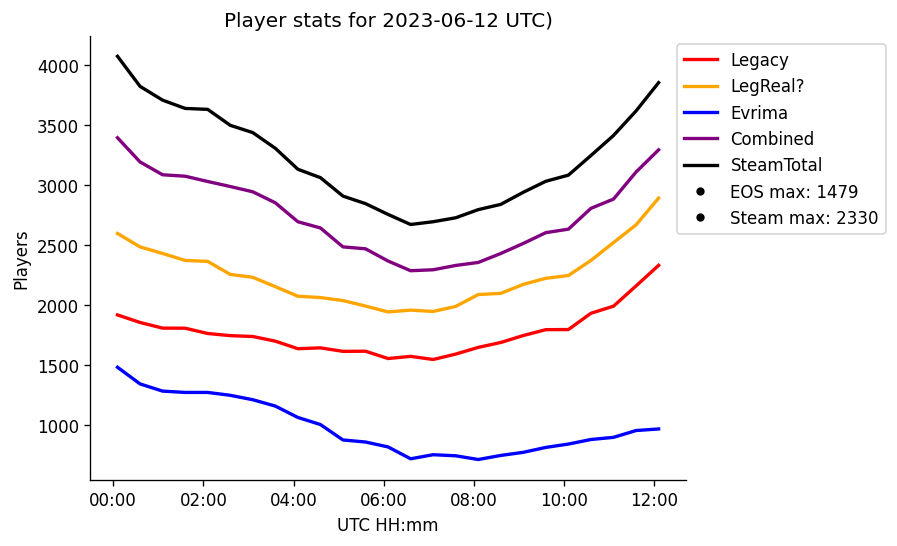 Player stats for 2023-06-12 UTC)
4000
3500
3000
2500
2000
1500
1000
Players
00:00 02:00 04:00 06:00 08:00 10:00 12:00
UTC HH:mm
Legacy
LegReal?
Evrima
Combined
SteamTotal
EOS max: 1479
Steam max: 2330